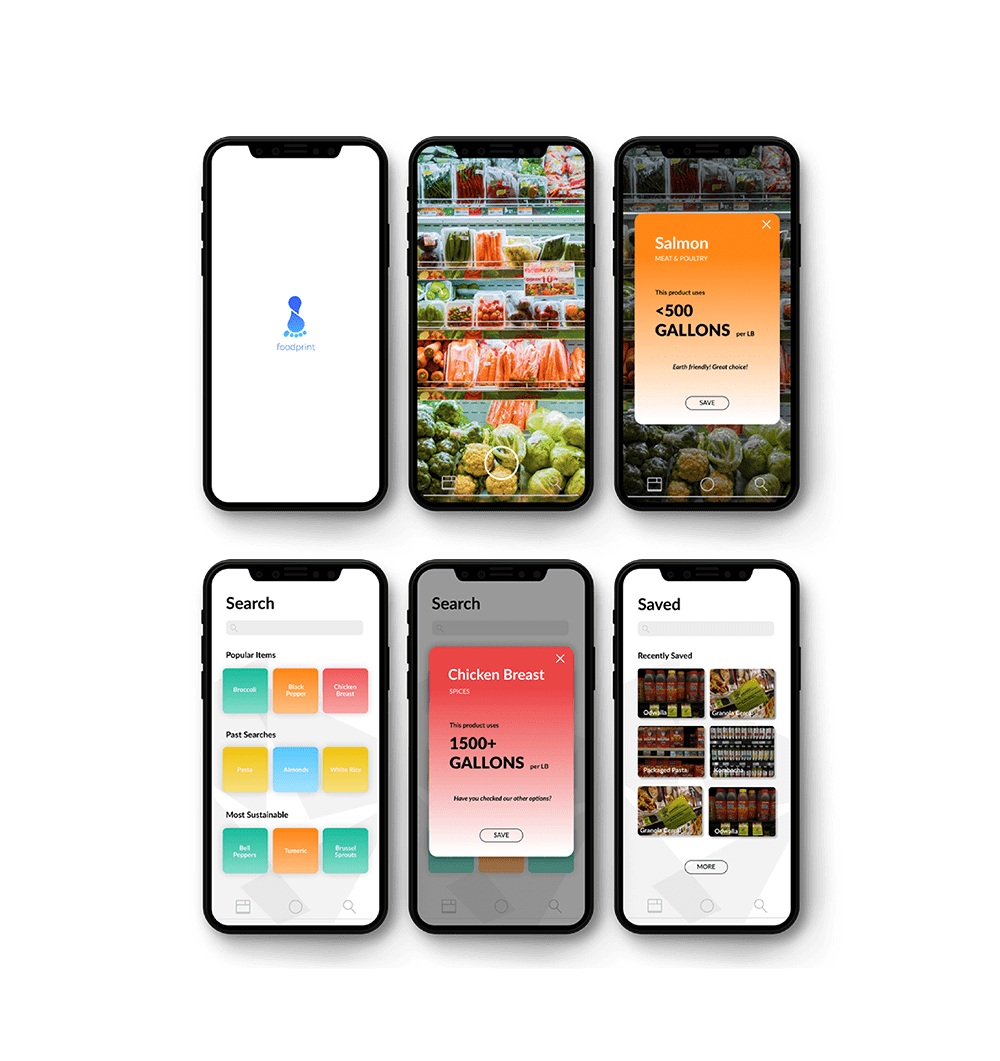 foodprint
Salmon
MEAT & POULTRY
This product uses
<500
GALLONS per LB
Earth friendly! Great choice!
SAVE
Search
Popular Items
Broccoli
Black
Pepper
Chicken
Breast
Past Searches
Pasta
Almonds
White Rice
Most Sustainable
Bell
Peppers
Tumeric
Brussel
Sprouts
Search
Chicken Breast
SPICES
This product uses
1500+
GALLONS per LB
Have you checked our other options?
SAVE
Saved
Recently Saved
Odwalla
Granola Cereal
Packaged Pasta
Kombacha
Granola Cereal
Odwalla
MORE